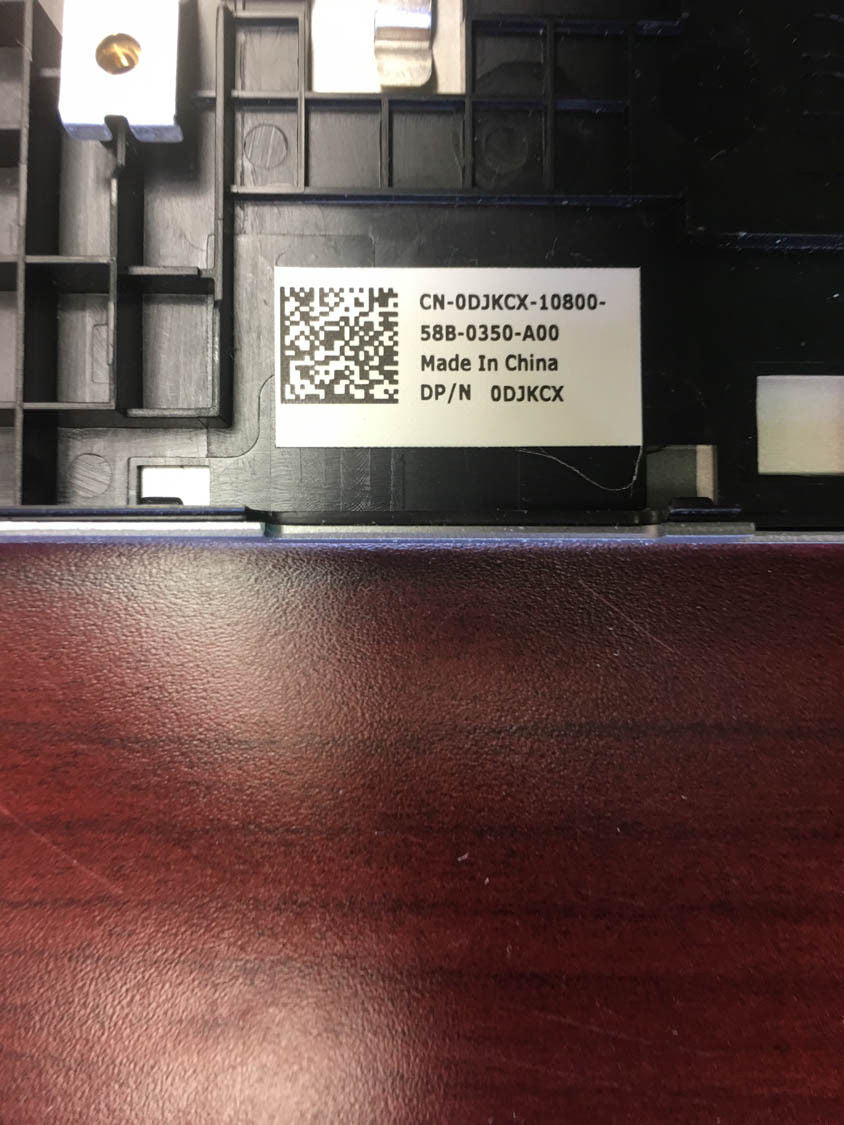 CN-0DJKCX-10800-
58B-0350-A00
Made In China
DP/N 0DJKCX